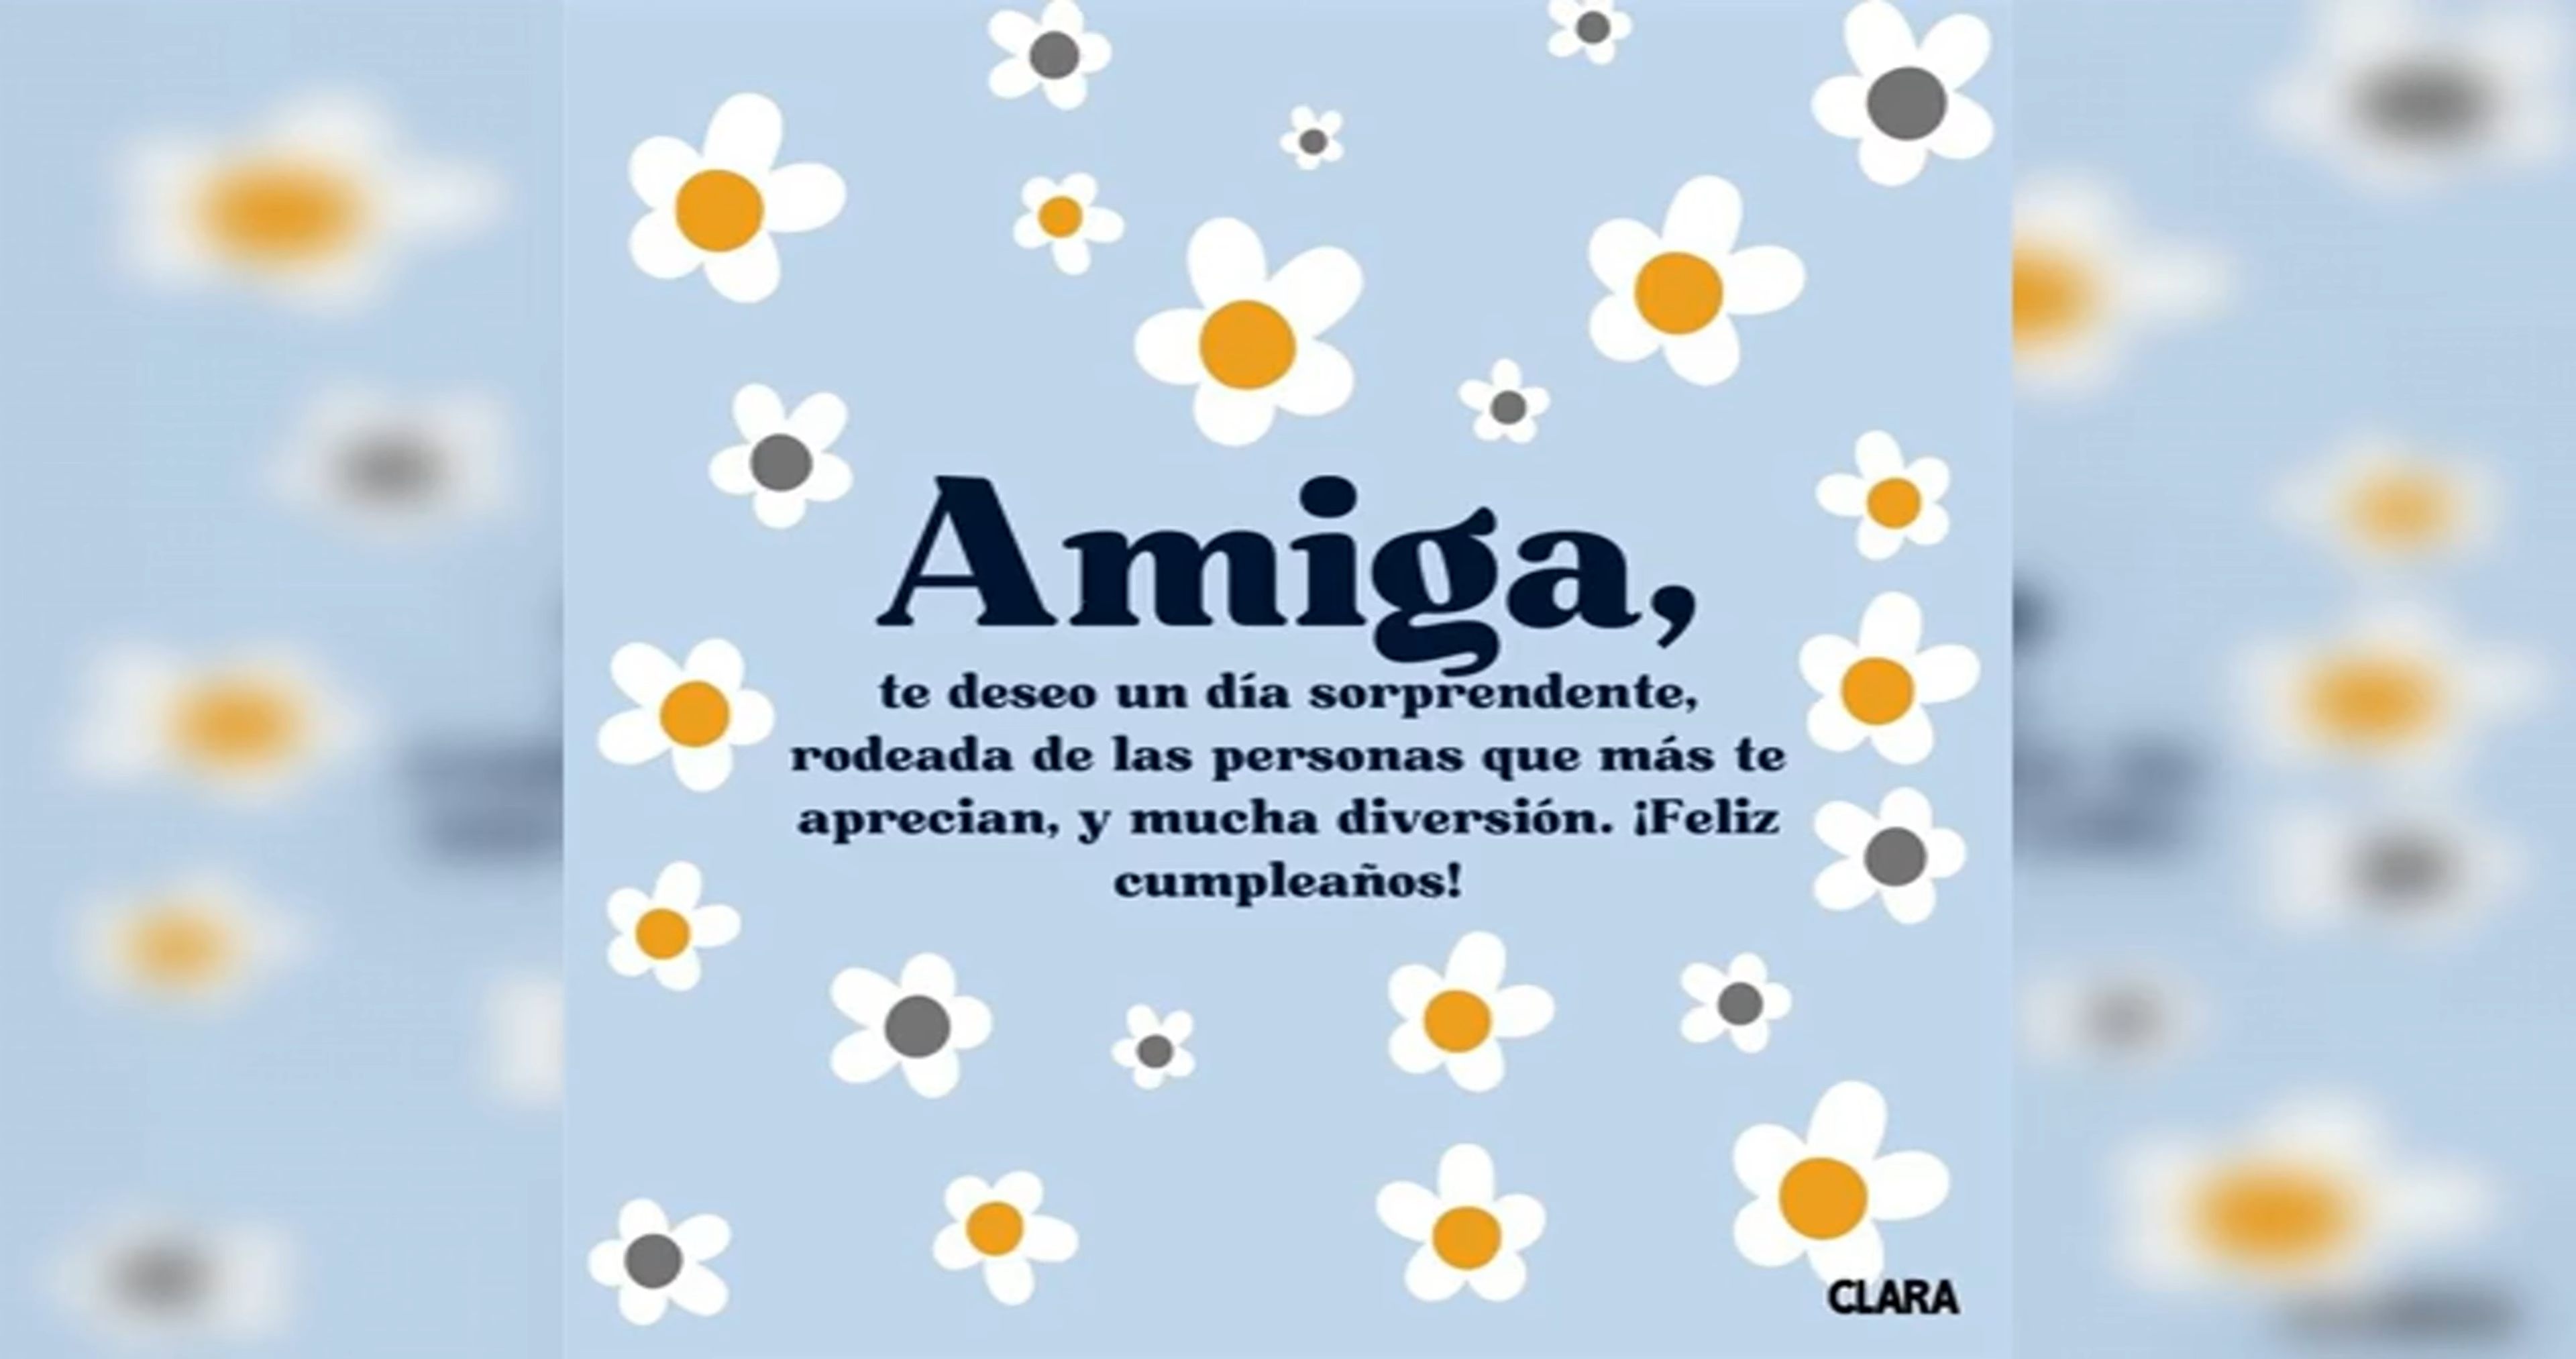 Amiga,
te deseo un día sorprendente,
rodeada de las personas que más te
aprecian, y mucha diversión. ¡Feliz
cumpleaños!
CLARA